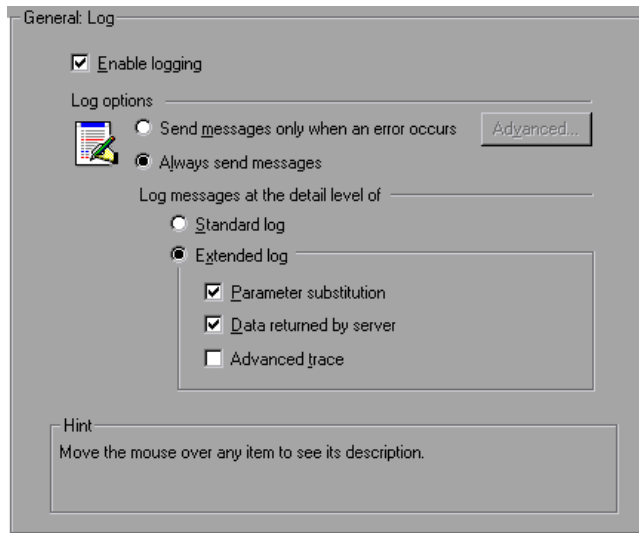 General: Log
Enable logging
Log options
Send messages only when an error occurs
Advanced...
Always send messages
Log messages at the detail level of
Standard log
Extended log
Parameter substitution
Data returned by server
Advanced trace
Hint
Move the mouse over any item to see its description.